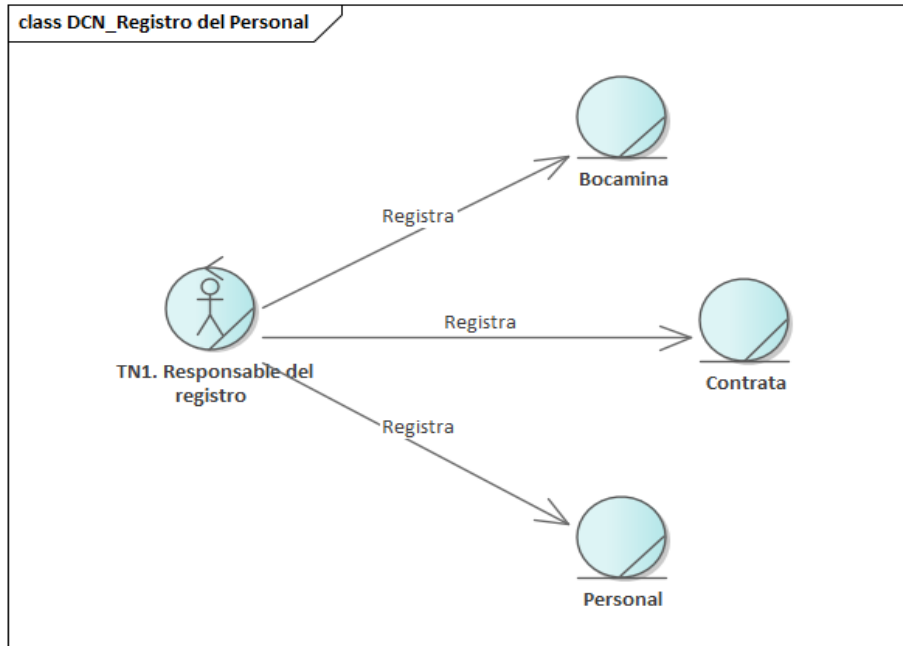 class DCN_Registro del Personal
Bocamina
Registra
Registra
TN1. Responsable del
registro
Contrata
Registra
Personal